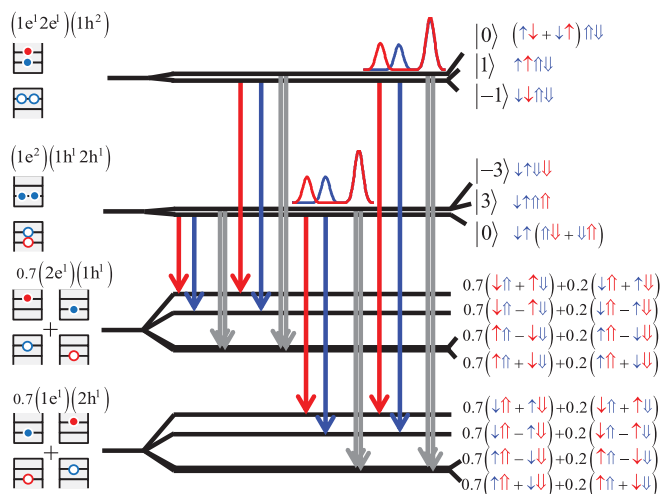 (1e¹2e¹)(1h²)
|0⟩ (↑↓+↓↑)⇑⇓
|1⟩ ↑↑⇑⇓
|−1⟩ ↓↓⇑⇓
(1e²)(1h¹2h¹)
|−3⟩ ↓↑⇓⇓
|3⟩ ↓↑⇑⇑
|0⟩ ↓↑(⇑⇓+⇓⇑)
0.7(2e¹)(1h¹)
+
0.7(↓⇑ + ↑⇓)+0.2(↓⇑ + ↑⇓)
0.7(↓⇑ − ↑⇓)+0.2(↓⇑ − ↑⇓)
0.7(↑⇑ − ↓⇓)+0.2(↑⇑ − ↓⇓)
0.7(↑⇑ + ↓⇓)+0.2(↑⇑ + ↓⇓)
0.7(1e¹)(2h¹)
+
0.7(↓⇑ + ↑⇓)+0.2(↓⇑ + ↑⇓)
0.7(↓⇑ − ↑⇓)+0.2(↓⇑ − ↑⇓)
0.7(↑⇑ − ↓⇓)+0.2(↑⇑ − ↓⇓)
0.7(↑⇑ + ↓⇓)+0.2(↑⇑ + ↓⇓)